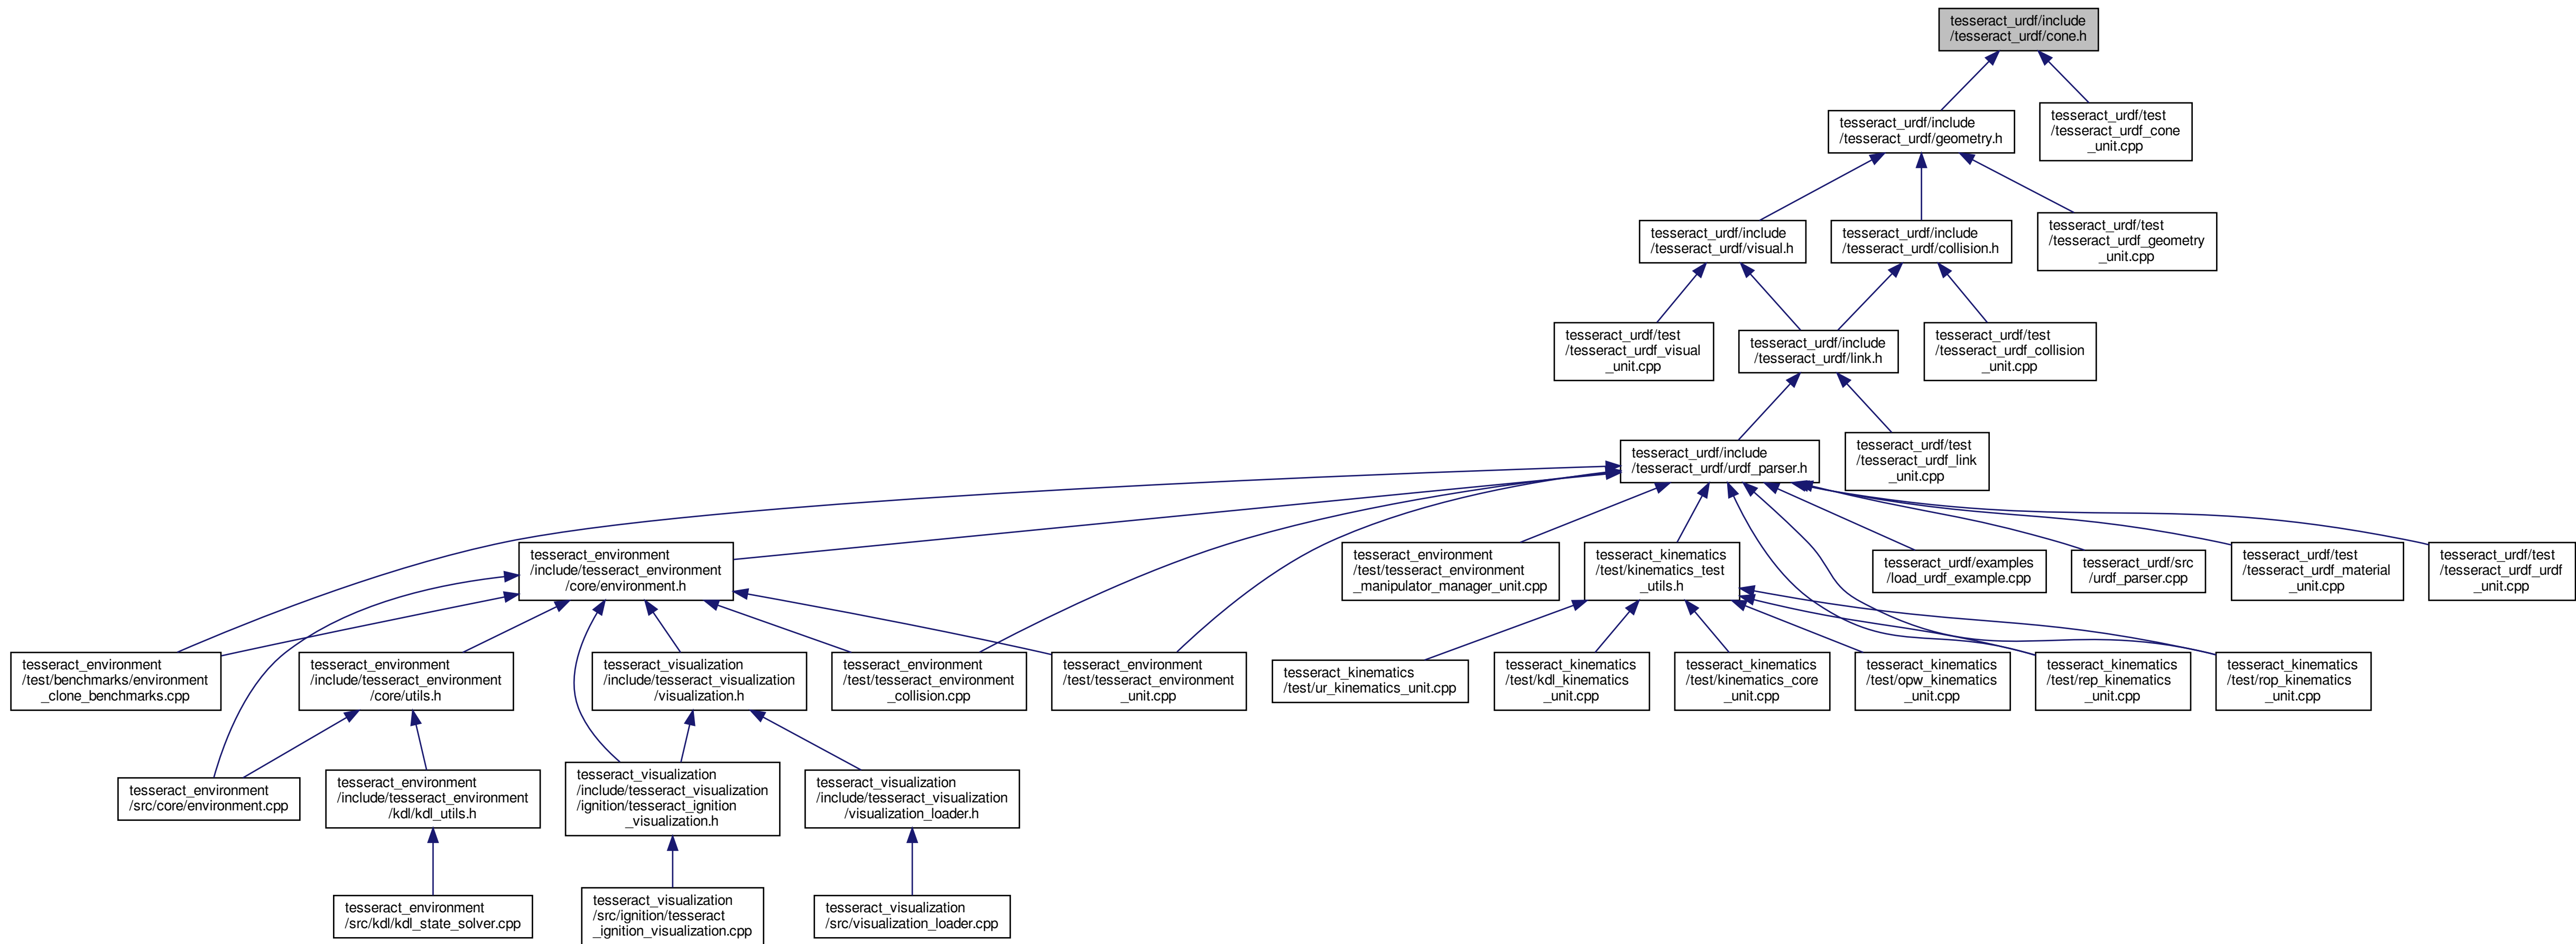 tesseract_urdf/include
/tesseract_urdf/cone.h
tesseract_urdf/include
/tesseract_urdf/geometry.h
tesseract_urdf/test
/tesseract_urdf_cone
_unit.cpp
tesseract_urdf/include
/tesseract_urdf/visual.h
tesseract_urdf/include
/tesseract_urdf/collision.h
tesseract_urdf/test
/tesseract_urdf_geometry
_unit.cpp
tesseract_urdf/test
/tesseract_urdf_visual
_unit.cpp
tesseract_urdf/include
/tesseract_urdf/link.h
tesseract_urdf/test
/tesseract_urdf_collision
_unit.cpp
tesseract_urdf/include
/tesseract_urdf/urdf_parser.h
tesseract_urdf/test
/tesseract_urdf_link
_unit.cpp
tesseract_environment
/include/tesseract_environment
/core/environment.h
tesseract_environment
/test/tesseract_environment
_manipulator_manager_unit.cpp
tesseract_kinematics
/test/kinematics_test
_utils.h
tesseract_urdf/examples
/load_urdf_example.cpp
tesseract_urdf/src
/urdf_parser.cpp
tesseract_urdf/test
/tesseract_urdf_material
_unit.cpp
tesseract_urdf/test
/tesseract_urdf_urdf
_unit.cpp
tesseract_environment
/test/benchmarks/environment
_clone_benchmarks.cpp
tesseract_environment
/include/tesseract_environment
/core/utils.h
tesseract_visualization
/include/tesseract_visualization
/visualization.h
tesseract_environment
/test/tesseract_environment
_collision.cpp
tesseract_environment
/test/tesseract_environment
_unit.cpp
tesseract_kinematics
/test/ur_kinematics_unit.cpp
tesseract_kinematics
/test/kdl_kinematics
_unit.cpp
tesseract_kinematics
/test/kinematics_core
_unit.cpp
tesseract_kinematics
/test/opw_kinematics
_unit.cpp
tesseract_kinematics
/test/rep_kinematics
_unit.cpp
tesseract_kinematics
/test/rop_kinematics
_unit.cpp
tesseract_environment
/src/core/environment.cpp
tesseract_environment
/include/tesseract_environment
/kdl/kdl_utils.h
tesseract_visualization
/include/tesseract_visualization
/ignition/tesseract_ignition
_visualization.h
tesseract_visualization
/include/tesseract_visualization
/visualization_loader.h
tesseract_environment
/src/kdl/kdl_state_solver.cpp
tesseract_visualization
/src/ignition/tesseract
_ignition_visualization.cpp
tesseract_visualization
/src/visualization_loader.cpp